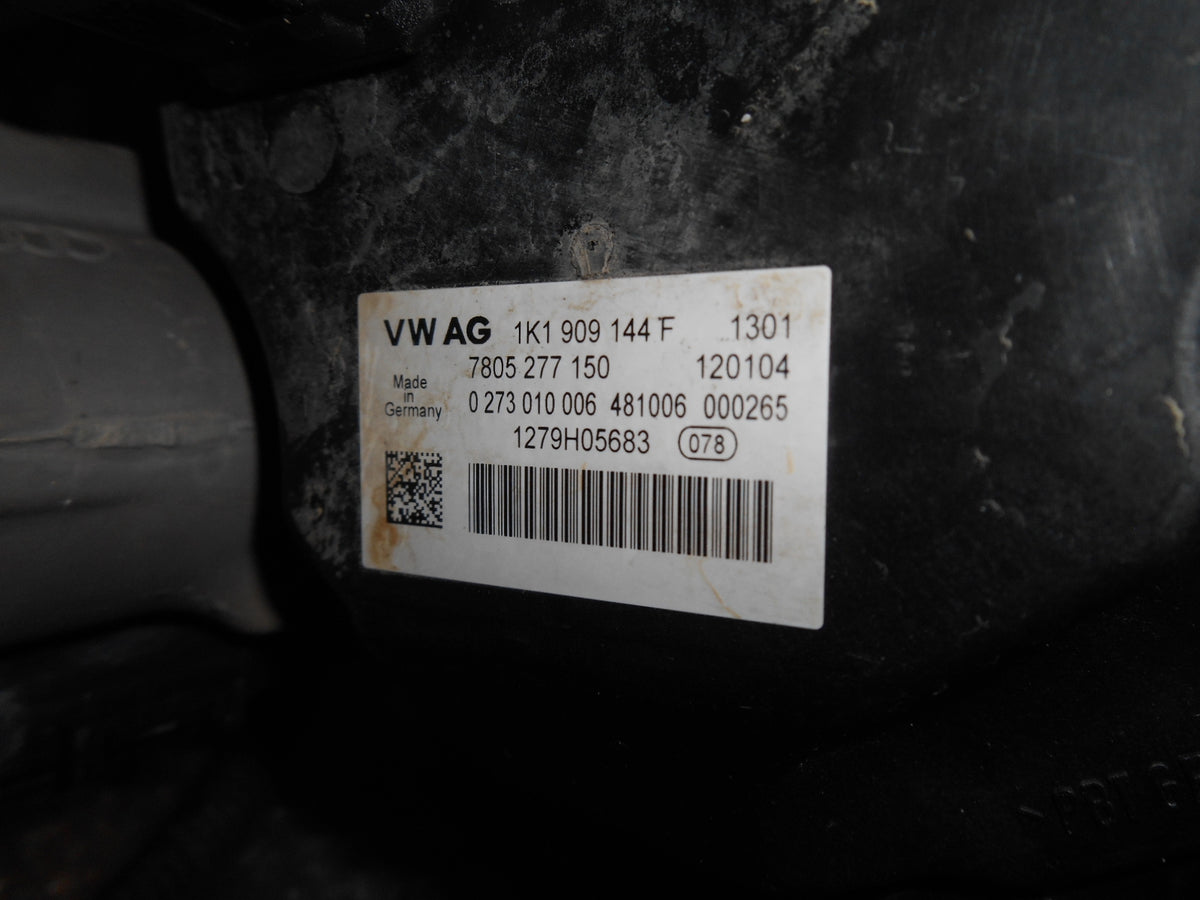 VW AG 1K1 909 144 F 1301
7805 277 150 120104
Made in Germany
0 273 010 006 481006 000265
1279H05683 078
>PBT G